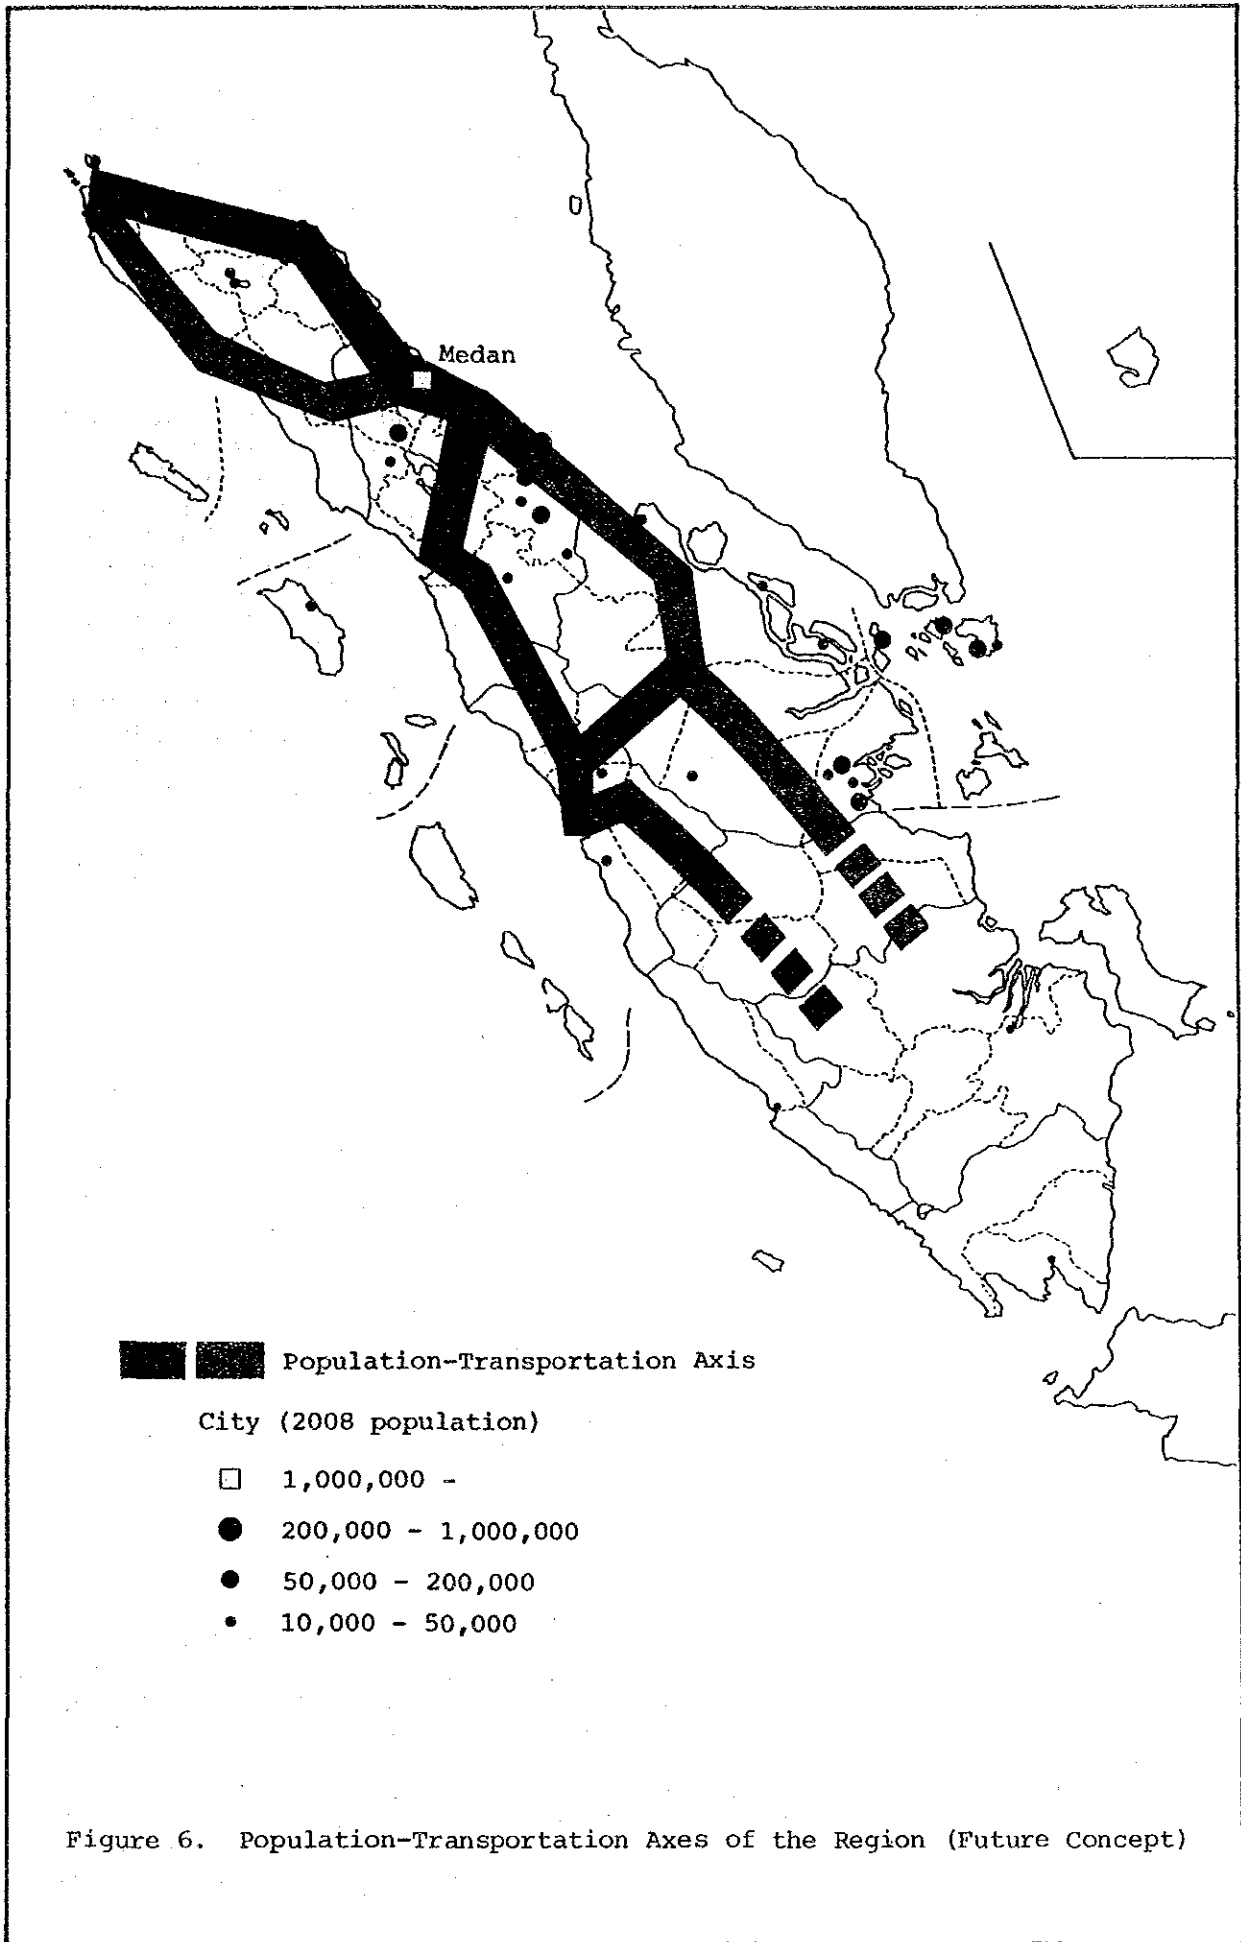 Medan
Population-Transportation Axis
City (2008 population)
1,000,000 -
200,000 - 1,000,000
50,000 - 200,000
10,000 - 50,000
Figure 6. Population-Transportation Axes of the Region (Future Concept)